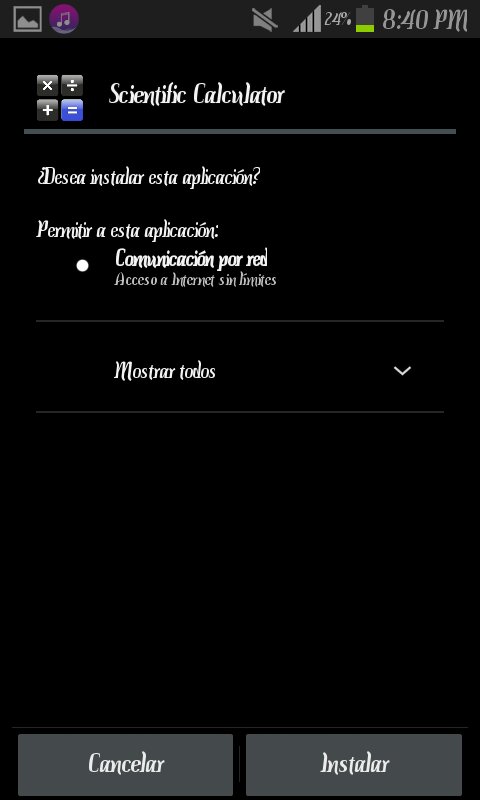 24% 8:40 PM
Scientific Calculator
¿Desea instalar esta aplicación?
Permitir a esta aplicación:
Comunicación por red
Acceso a Internet sin límites
Mostrar todos
Cancelar Instalar